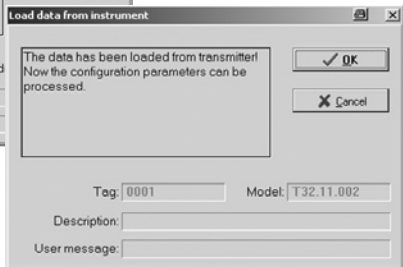 Load data from instrument
The data has been loaded from transmitter!
Now the configuration parameters can be
processed.
OK
Cancel
Tag: 0001 Model: T32.11.002
Description:
User message: